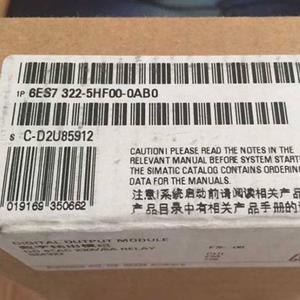 1P 6ES7 322-5HF00-0AB0
S C-D2U85912
CAUTION! PLEASE READ THE NOTES IN THE
RELEVANT MANUAL BEFORE SYSTEM START
THE SIMATIC CATALOG CONTAINS ORDERING
DATA FOR THE MANUALS.
注意!系统启动前请阅读相关产品
产品目录中有相关产品手册的
019169 350662
DIGITAL OUTPUT MODULE